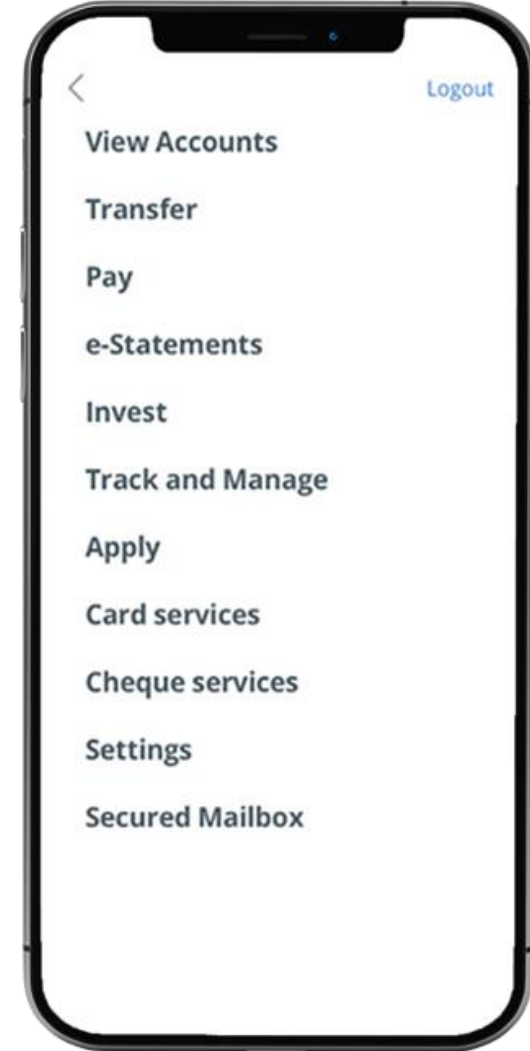 Logout
View Accounts
Transfer
Pay
e-Statements
Invest
Track and Manage
Apply
Card services
Cheque services
Settings
Secured Mailbox